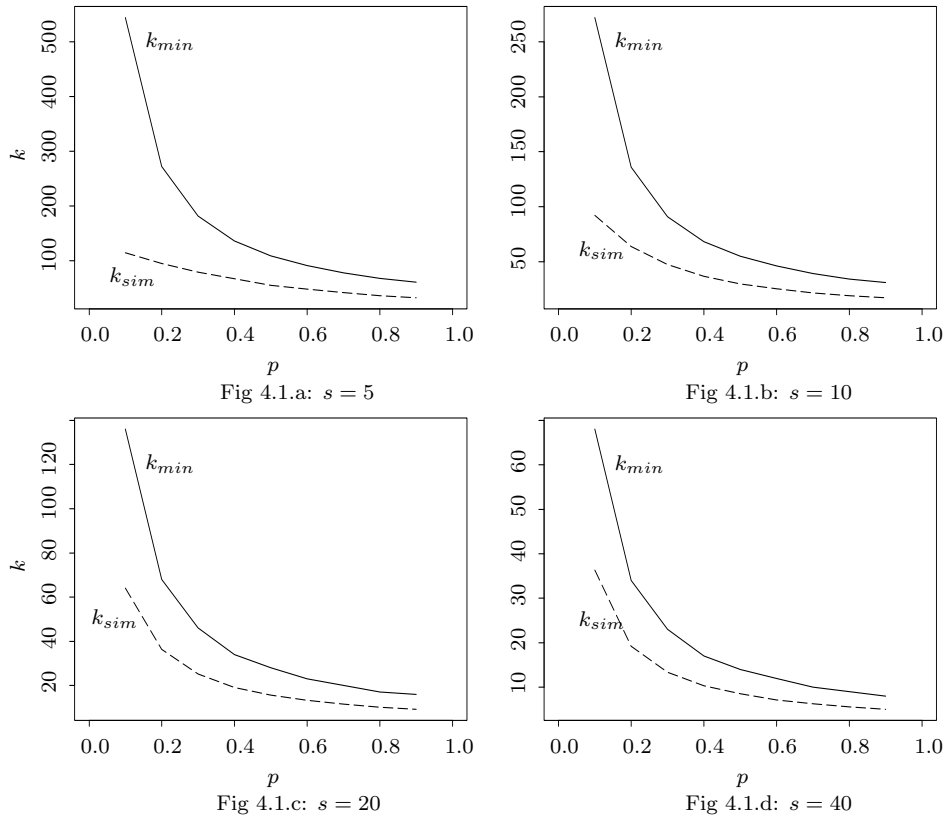 k
500
400
300
200
100
k_min
k_sim
0.0 0.2 0.4 0.6 0.8 1.0
p
Fig 4.1.a: s = 5
250
200
150
100
50
k_min
k_sim
0.0 0.2 0.4 0.6 0.8 1.0
p
Fig 4.1.b: s = 10
k
120
100
80
60
40
20
k_min
k_sim
0.0 0.2 0.4 0.6 0.8 1.0
p
Fig 4.1.c: s = 20
60
50
40
30
20
10
k_min
k_sim
0.0 0.2 0.4 0.6 0.8 1.0
p
Fig 4.1.d: s = 40